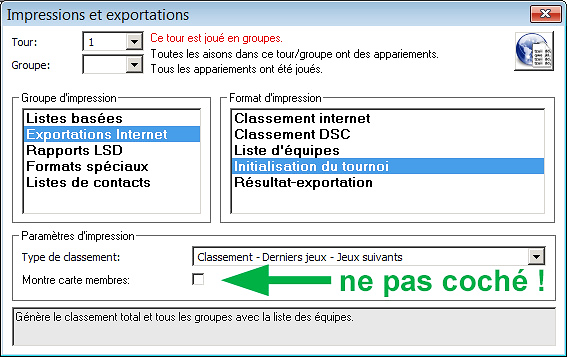 Impressions et exportations
Tour: 1
Ce tour est joué en groupes.
Toutes les aisons dans ce tour/groupe ont des appariements.
Groupe:
Tous les appariements ont été joués.
Groupe d'impression
Listes basées
Exportations Internet
Rapports LSD
Formats spéciaux
Listes de contacts
Format d'impression
Classement internet
Classement DSC
Liste d'équipes
Initialisation du tournoi
Résultat-exportation
Paramètres d'impression
Type de classement: Classement - Derniers jeux - Jeux suivants
Montre carte membres:
ne pas coché !
Génère le classement total et tous les groupes avec la liste des équipes.